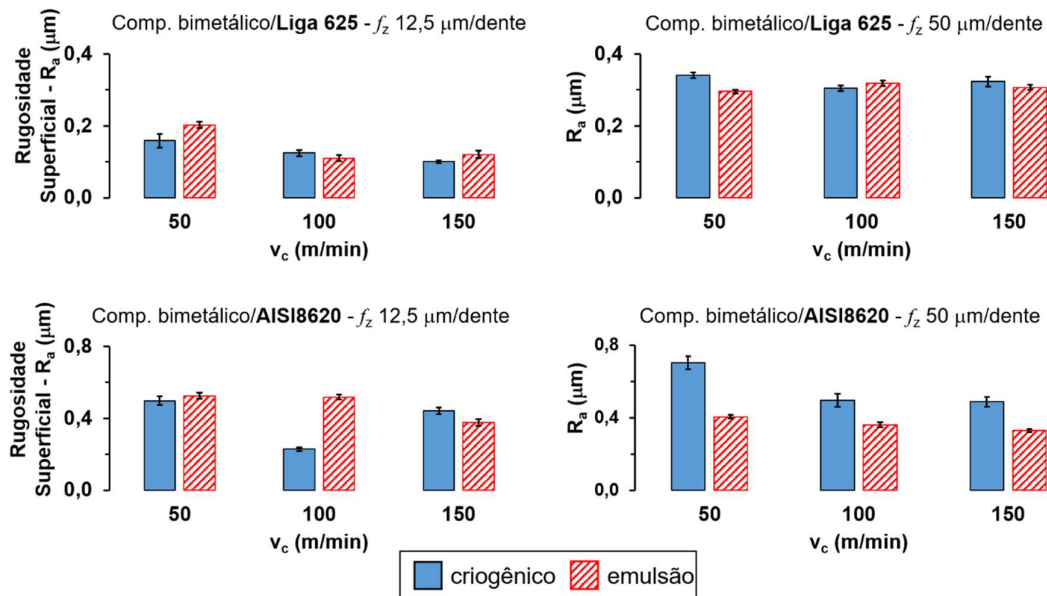 Comp. bimetálico/Liga 625 - fz 12,5 μm/dente
Rugosidade
Superficial - Ra (μm)
0,4
0,2
0,0
50
100
150
vc (m/min)
Comp. bimetálico/Liga 625 - fz 50 μm/dente
Ra (μm)
0,4
0,2
0,0
50
100
150
vc (m/min)
Comp. bimetálico/AISI8620 - fz 12,5 μm/dente
Rugosidade
Superficial - Ra (μm)
0,8
0,4
0,0
50
100
150
vc (m/min)
Comp. bimetálico/AISI8620 - fz 50 μm/dente
Ra (μm)
0,8
0,4
0,0
50
100
150
vc (m/min)
criogênico
emulsão